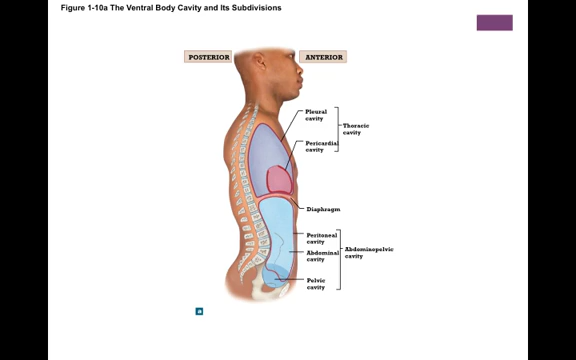 Figure 1-10a The Ventral Body Cavity and Its Subdivisions
POSTERIOR
ANTERIOR
Pleural
cavity
Thoracic
cavity
Pericardial
cavity
Diaphragm
Peritoneal
cavity
Abdominopelvic
cavity
Abdominal
cavity
Pelvic
cavity
a